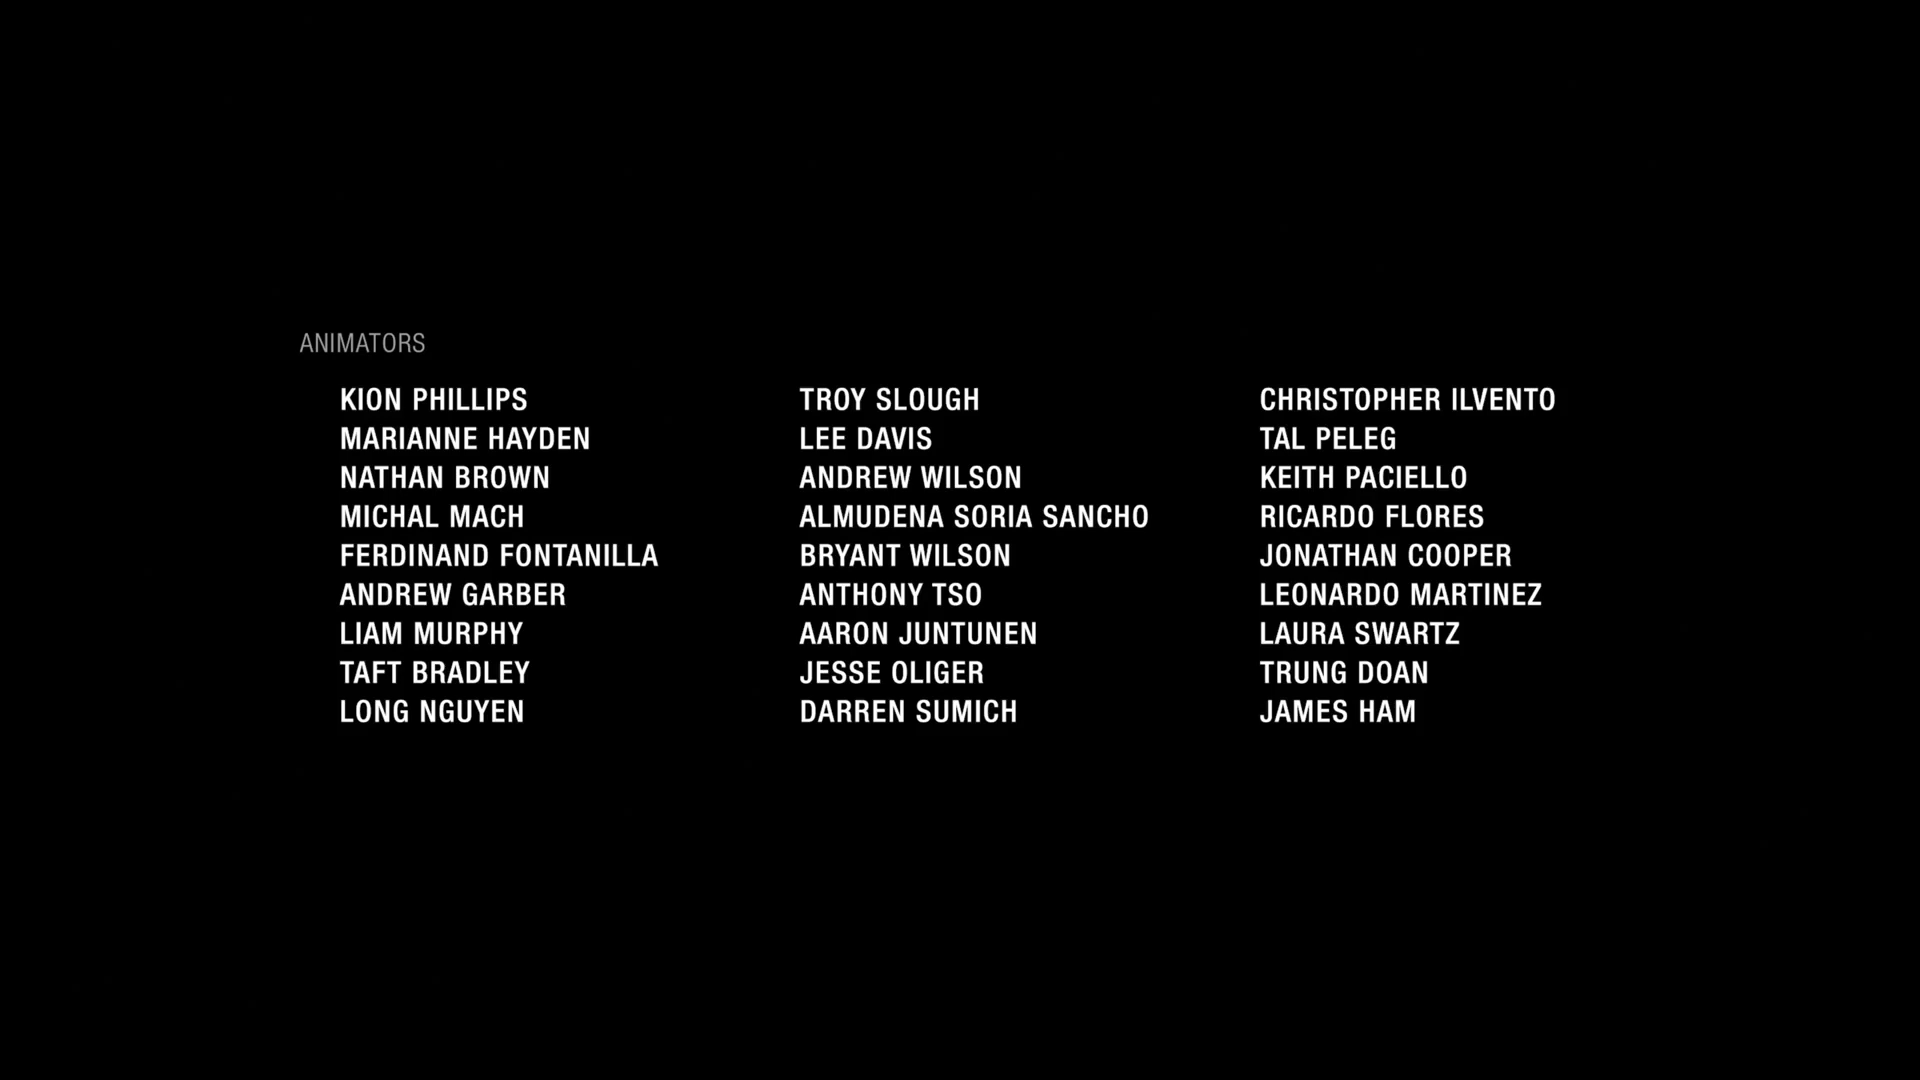 ANIMATORS
KION PHILLIPS
MARIANNE HAYDEN
NATHAN BROWN
MICHAL MACH
FERDINAND FONTANILLA
ANDREW GARBER
LIAM MURPHY
TAFT BRADLEY
LONG NGUYEN
TROY SLOUGH
LEE DAVIS
ANDREW WILSON
ALMUDENA SORIA SANCHO
BRYANT WILSON
ANTHONY TSO
AARON JUNTUNEN
JESSE OLIGER
DARREN SUMICH
CHRISTOPHER ILVENTO
TAL PELEG
KEITH PACIELLO
RICARDO FLORES
JONATHAN COOPER
LEONARDO MARTINEZ
LAURA SWARTZ
TRUNG DOAN
JAMES HAM